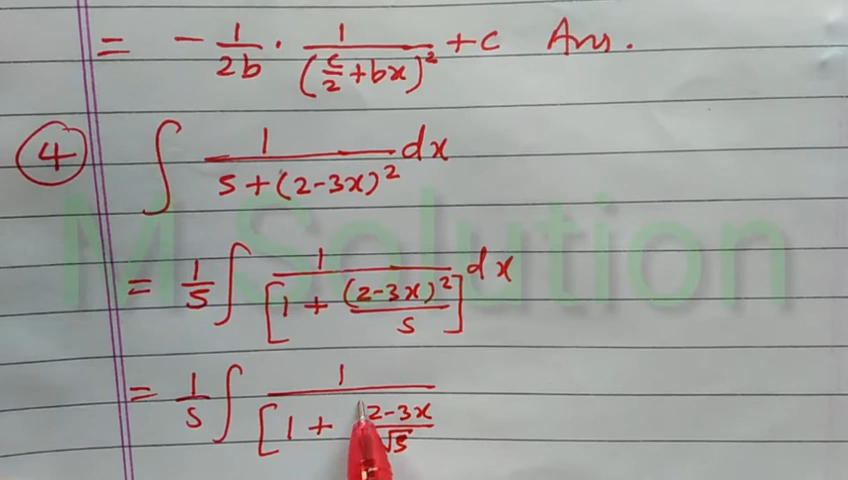 = - 1/2b . 1/(c/2 + bx)² + c Ans.
④ ∫ 1/5+(2-3x)² dx
= 1/5 ∫ 1/[1 + (2-3x)²/5] dx
= 1/5 ∫ 1/[1 + 2-3x/√5
M Solution